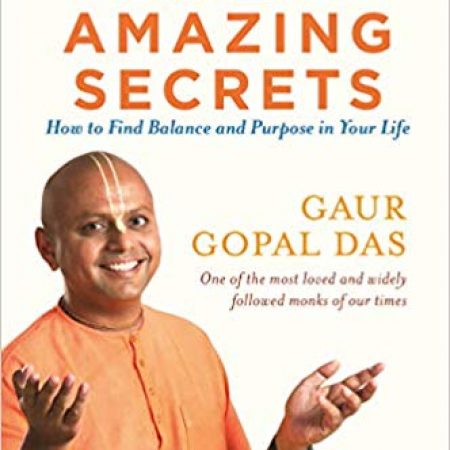 AMAZING
SECRETS
How to Find Balance and Purpose in Your Life
GAUR
GOPAL DAS
One of the most loved and widely
followed monks of our times